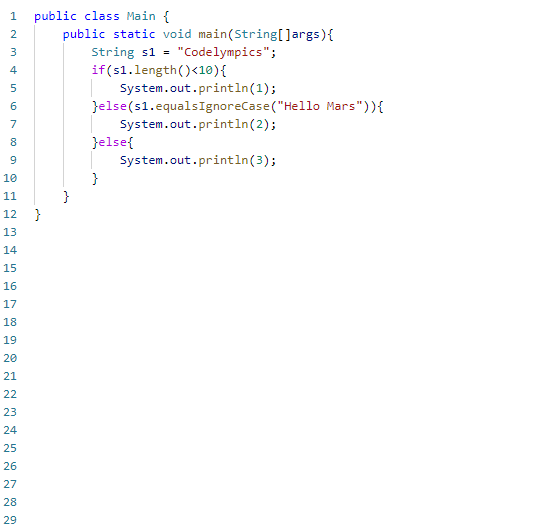 1 public class Main {
2 public static void main(String[]args){
3 String s1 = "Codelympics";
4 if(s1.length()<10){
5 System.out.println(1);
6 }else(s1.equalsIgnoreCase("Hello Mars")){
7 System.out.println(2);
8 }else{
9 System.out.println(3);
10 }
11 }
12 }
13
14
15
16
17
18
19
20
21
22
23
24
25
26
27
28
29